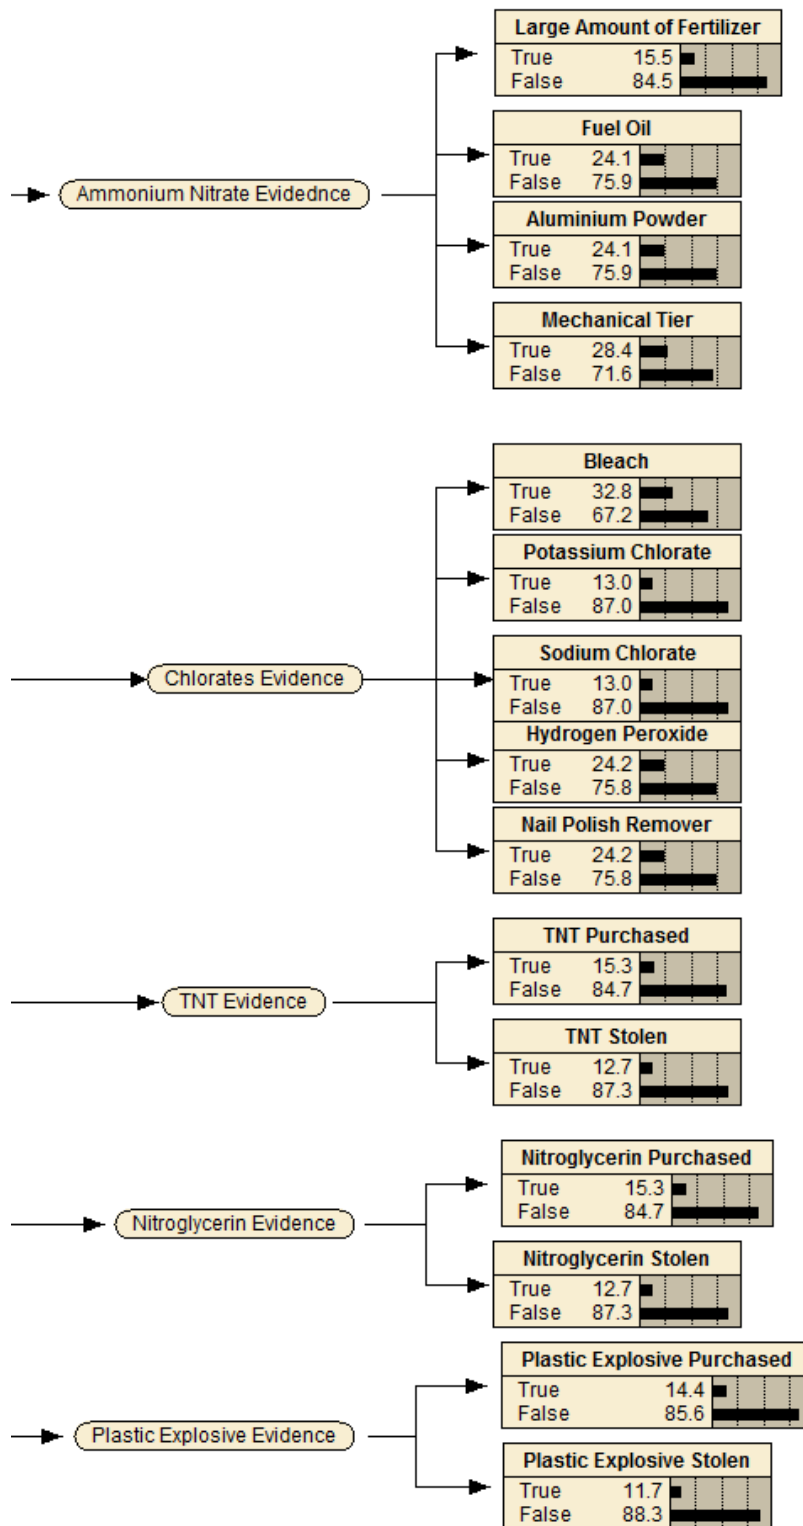 Large Amount of Fertilizer
True 15.5
False 84.5
Fuel Oil
True 24.1
False 75.9
Ammonium Nitrate Evidednce
Aluminium Powder
True 24.1
False 75.9
Mechanical Tier
True 28.4
False 71.6
Bleach
True 32.8
False 67.2
Potassium Chlorate
True 13.0
False 87.0
Chlorates Evidence
Sodium Chlorate
True 13.0
False 87.0
Hydrogen Peroxide
True 24.2
False 75.8
Nail Polish Remover
True 24.2
False 75.8
TNT Purchased
True 15.3
False 84.7
TNT Evidence
TNT Stolen
True 12.7
False 87.3
Nitroglycerin Purchased
True 15.3
False 84.7
Nitroglycerin Evidence
Nitroglycerin Stolen
True 12.7
False 87.3
Plastic Explosive Purchased
True 14.4
False 85.6
Plastic Explosive Evidence
Plastic Explosive Stolen
True 11.7
False 88.3